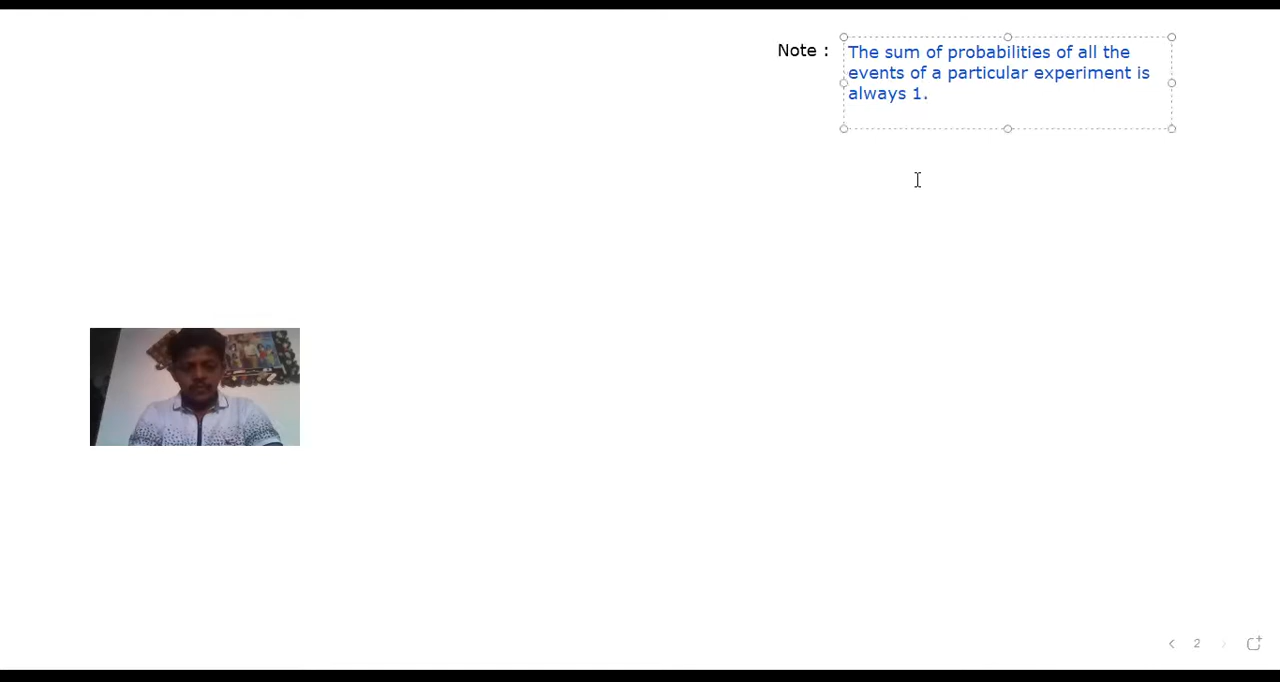 Note : The sum of probabilities of all the
events of a particular experiment is
always 1.
2